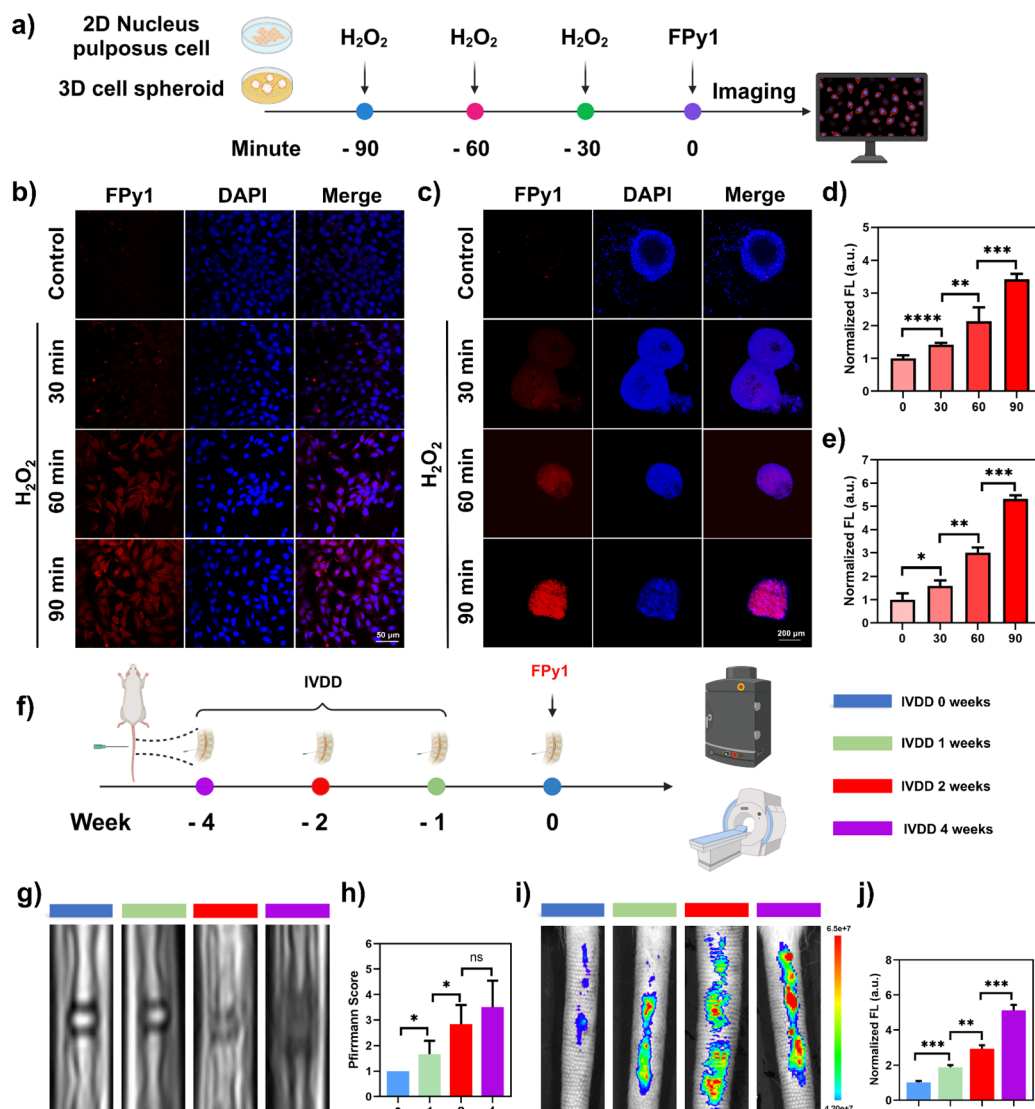 a)
2D Nucleus
pulposus cell
3D cell spheroid
H₂O₂
H₂O₂
H₂O₂
FPy1
Imaging
Minute
- 90
- 60
- 30
0
b)
FPy1
DAPI
Merge
Control
30 min
60 min
90 min
H₂O₂
50 μm
c)
FPy1
DAPI
Merge
Control
30 min
60 min
90 min
H₂O₂
200 μm
d)
Normalized FL (a.u.)
5
4
3
2
1
0
****
**
***
0 30 60 90
e)
Normalized FL (a.u.)
7
6
5
4
3
2
1
0
*
**
***
0 30 60 90
f)
IVDD
FPy1
Week
- 4
- 2
- 1
0
IVDD 0 weeks
IVDD 1 weeks
IVDD 2 weeks
IVDD 4 weeks
g)
h)
Pfirrmann Score
6
5
4
3
2
1
0
*
*
ns
i)
6.5e+7
4.20e+7
j)
Normalized FL (a.u.)
8
6
4
2
0
***
**
***